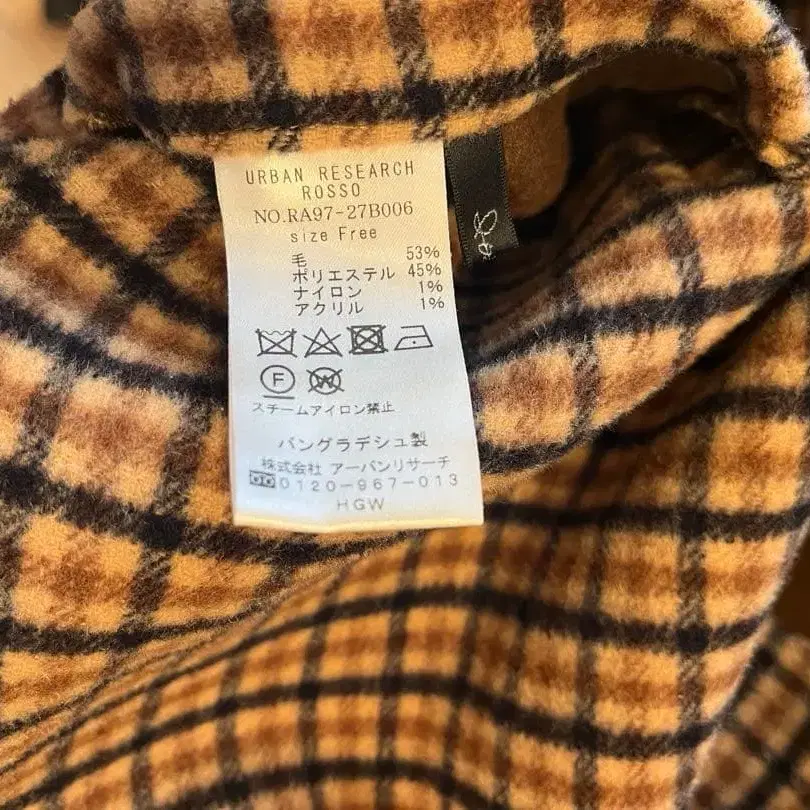 URBAN RESEARCH
ROSSO
NO.RA97-27B006
size Free
毛 53%
ポリエステル 45%
ナイロン 1%
アクリル 1%
F W
スチームアイロン禁止
バングラデシュ製
株式会社 アーバンリサーチ
0120-967-013
HGW